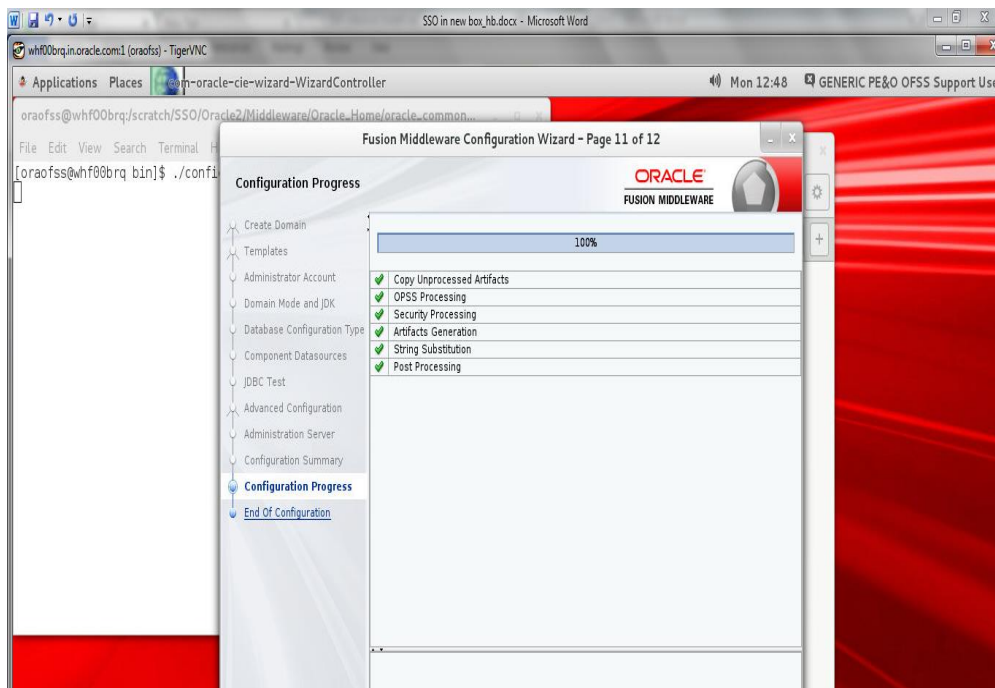 SSO in new box_hb.docx - Microsoft Word
whf00brq.in.oracle.com:1 (oraofss) - TigerVNC
Applications Places com-oracle-cie-wizard-WizardController Mon 12:48 GENERIC PE&O OFSS Support Use
oraofss@whf00brq:/scratch/SSO/Oracle2/Middleware/Oracle_Home/oracle_common...
File Edit View Search Terminal H
[oraofss@whf00brq bin]$ ./confi
Fusion Middleware Configuration Wizard - Page 11 of 12
Configuration Progress
ORACLE
FUSION MIDDLEWARE
Create Domain
Templates
Administrator Account
Domain Mode and JDK
Database Configuration Type
Component Datasources
JDBC Test
Advanced Configuration
Administration Server
Configuration Summary
Configuration Progress
End Of Configuration
100%
Copy Unprocessed Artifacts
OPSS Processing
Security Processing
Artifacts Generation
String Substitution
Post Processing